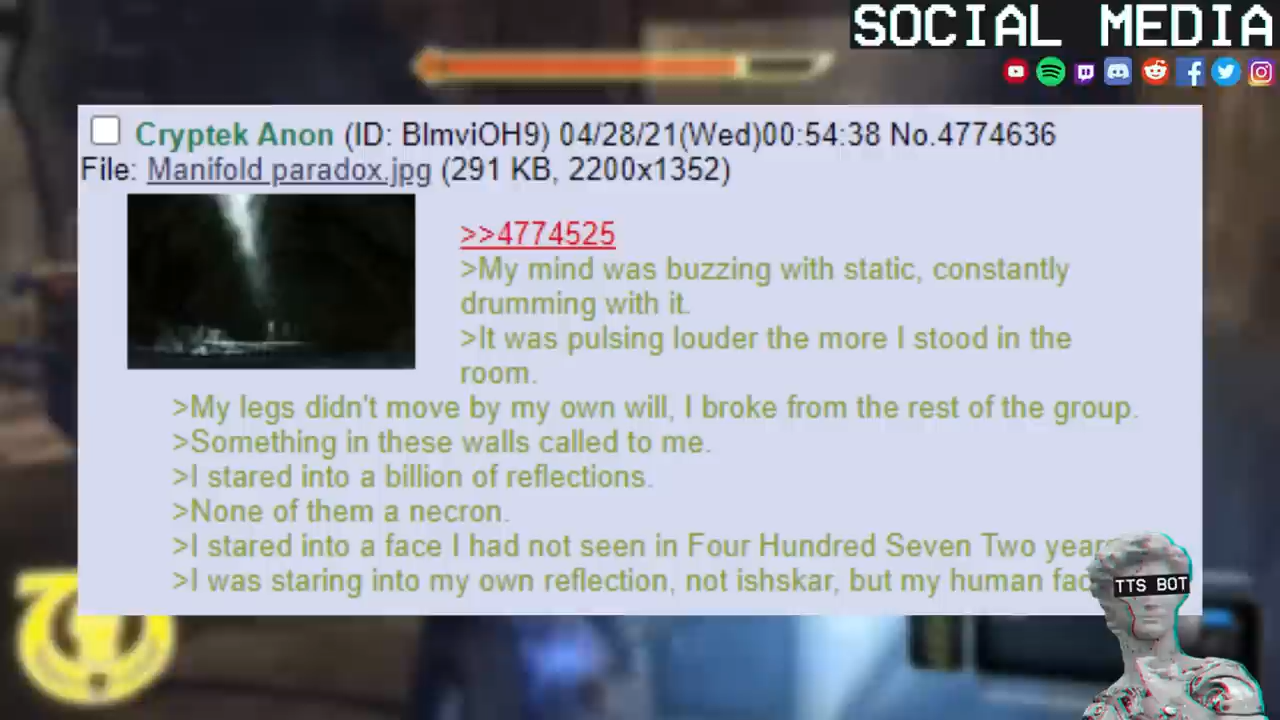 SOCIAL MEDIA
Cryptek Anon (ID: BlmviOH9) 04/28/21(Wed)00:54:38 No.4774636
File: Manifold paradox.jpg (291 KB, 2200x1352)
>>4774525
>My mind was buzzing with static, constantly
drumming with it.
>It was pulsing louder the more I stood in the
room.
>My legs didn't move by my own will, I broke from the rest of the group.
>Something in these walls called to me.
>I stared into a billion of reflections.
>None of them a necron.
>I stared into a face I had not seen in Four Hundred Seven Two
>I was staring into my own reflection, not ishskar, but my human
TTS BOT